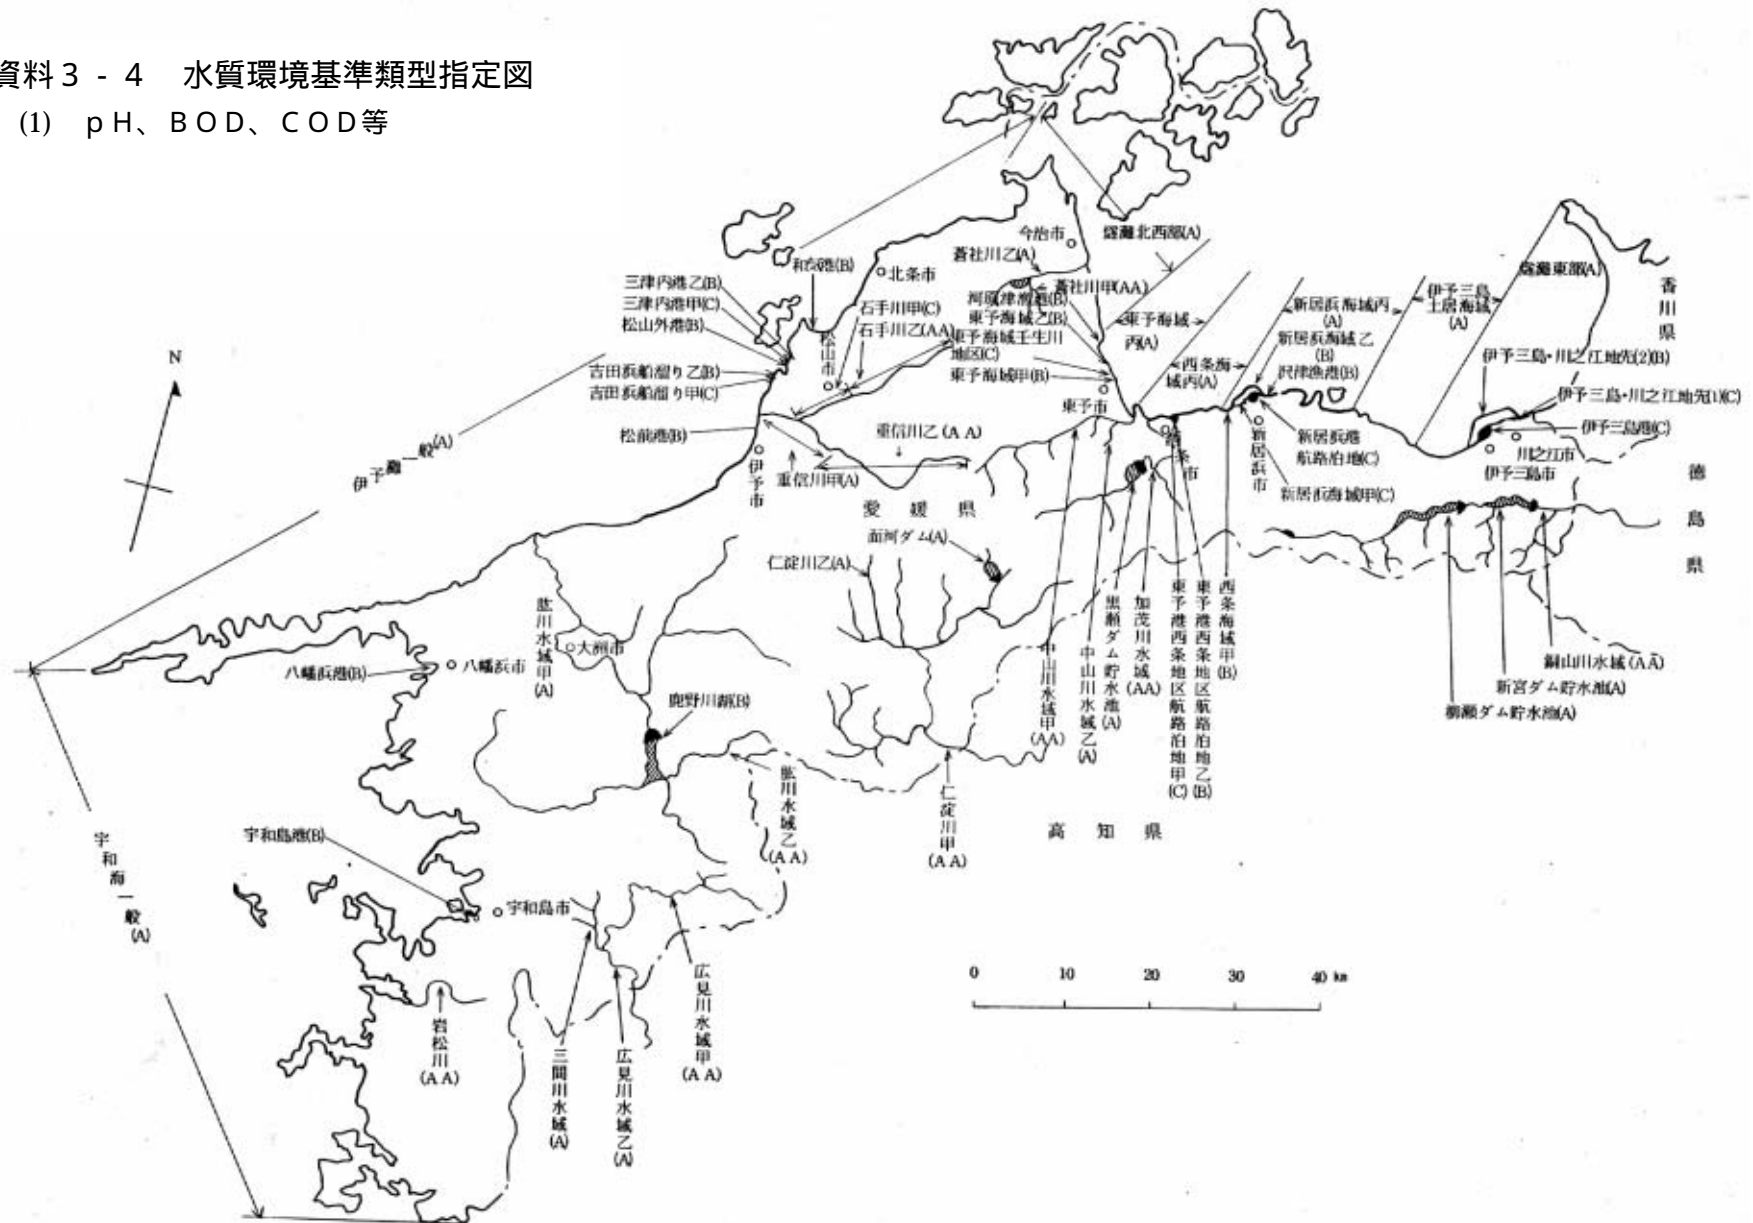 資料３-４ 水質環境基準類型指定図
(1) ｐＨ、ＢＯＤ、ＣＯＤ等
N
今治市
燧灘北西部(A)
蒼社川乙(A)
蒼社川甲(AA)
和気港(B)
北条市
三津内港乙(B)
三津内港甲(C)
松山外港(B)
石手川甲(C)
石手川乙(AA)
松山市
河原津漁港(B)
東予海域乙(B)
東予海域壬生川
地区(C)
東予海域甲(B)
東予海域
丙(A)
西条海
域丙(A)
新居浜海域丙
(A)
新居浜海域乙
(B)
沢津漁港(B)
伊予三島
土居海域
(A)
燧灘東部(A)
香川県
伊予三島・川之江地先(2)(B)
伊予三島・川之江地先(1)(C)
伊予三島港(C)
川之江市
伊予三島市
吉田浜船溜り乙(B)
吉田浜船溜り甲(C)
松前港(B)
伊予市
重信川甲(A)
重信川乙(AA)
東予市
西条市
新居浜市
新居浜港
航路泊地(C)
新居浜海域甲(C)
徳島県
伊予灘一般(A)
愛媛県
面河ダム(A)
仁淀川乙(A)
肱川水域甲(A)
大洲市
八幡浜港(B)
八幡浜市
鹿野川湖(B)
肱川水域乙(AA)
仁淀川甲(AA)
中山川水域甲(AA)
中山川水域乙(A)
黒瀬ダム貯水池(A)
加茂川水域(AA)
東予港西条地区航路泊地甲(C)
東予港西条地区航路泊地乙(B)
西条海域甲(B)
銅山川水域(AA)
新宮ダム貯水池(A)
柳瀬ダム貯水池(A)
高知県
宇和海一般(A)
宇和島港(B)
宇和島市
岩松川(AA)
三間川水域(A)
広見川水域乙(A)
広見川水域甲(AA)
0 10 20 30 40 km